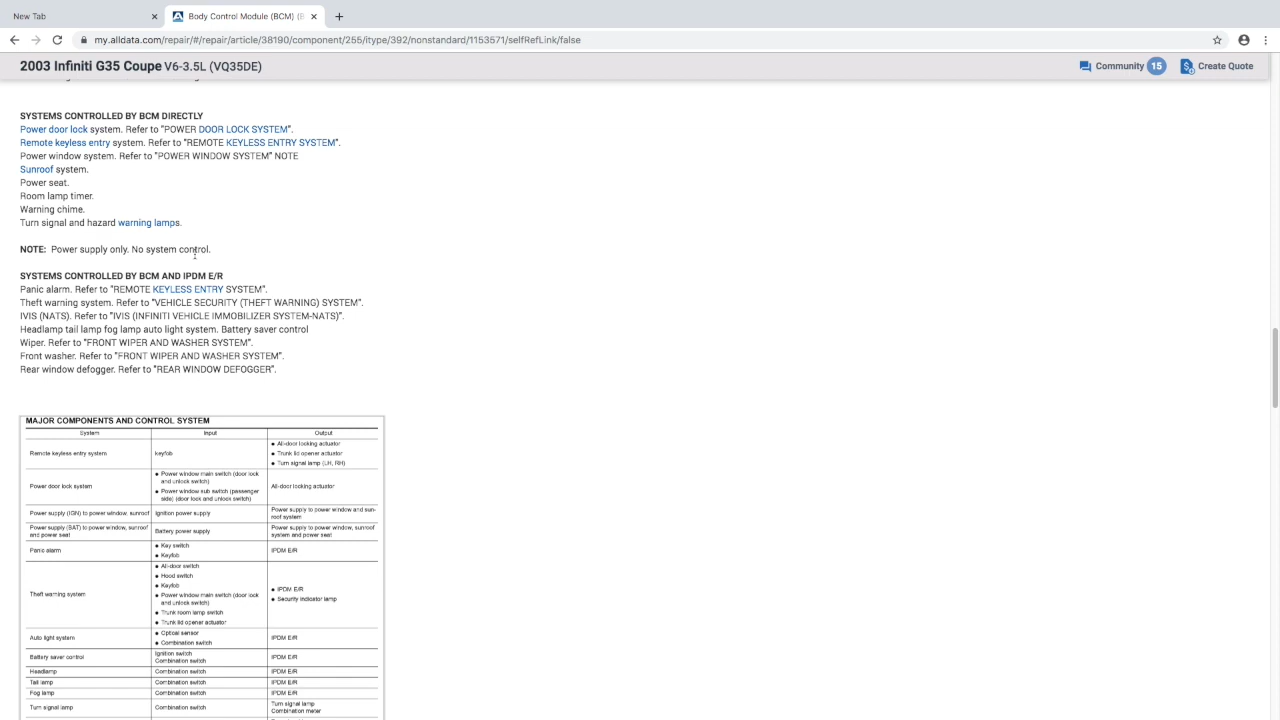 New Tab
Body Control Module (BCM) (B
my.alldata.com/repair/#/repair/article/38190/component/255/itype/392/nonstandard/1153571/selfRefLink/false
2003 Infiniti G35 Coupe V6-3.5L (VQ35DE)
Community 15
Create Quote
SYSTEMS CONTROLLED BY BCM DIRECTLY
Power door lock system. Refer to "POWER DOOR LOCK SYSTEM".
Remote keyless entry system. Refer to "REMOTE KEYLESS ENTRY SYSTEM".
Power window system. Refer to "POWER WINDOW SYSTEM" NOTE
Sunroof system.
Power seat.
Room lamp timer.
Warning chime.
Turn signal and hazard warning lamps.
NOTE: Power supply only. No system control.
SYSTEMS CONTROLLED BY BCM AND IPDM E/R
Panic alarm. Refer to "REMOTE KEYLESS ENTRY SYSTEM".
Theft warning system. Refer to "VEHICLE SECURITY (THEFT WARNING) SYSTEM".
IVIS (NATS). Refer to "IVIS (INFINITI VEHICLE IMMOBILIZER SYSTEM-NATS)".
Headlamp tail lamp fog lamp auto light system. Battery saver control
Wiper. Refer to "FRONT WIPER AND WASHER SYSTEM".
Front washer. Refer to "FRONT WIPER AND WASHER SYSTEM".
Rear window defogger. Refer to "REAR WINDOW DEFOGGER".
MAJOR COMPONENTS AND CONTROL SYSTEM
System Input Output
Remote keyless entry system
keyfob
● All-door locking actuator
● Trunk lid opener actuator
● Turn signal lamp (LH, RH)
Power door lock system
● Power window main switch (door lock
and unlock switch)
● Power window sub switch (passenger
side) (door lock and unlock switch)
All-door locking actuator
Power supply (IGN) to power window, sunroof
Ignition power supply
Power supply to power window and sun-
roof system
Power supply (BAT) to power window, sunroof
and power seat
Battery power supply
Power supply to power window, sunroof
system and power seat
Panic alarm
● Key switch
● Keyfob
IPDM E/R
Theft warning system
● All-door switch
● Hood switch
● Keyfob
● Power window main switch (door lock
and unlock switch)
● Trunk room lamp switch
● Trunk lid opener actuator
● IPDM E/R
● Security indicator lamp
Auto light system
● Optical sensor
● Combination switch
IPDM E/R
Battery saver control
Ignition switch
Combination switch
IPDM E/R
Headlamp Combination switch IPDM E/R
Tail lamp Combination switch IPDM E/R
Fog lamp Combination switch IPDM E/R
Turn signal lamp
Combination switch
Turn signal lamp
Combination meter